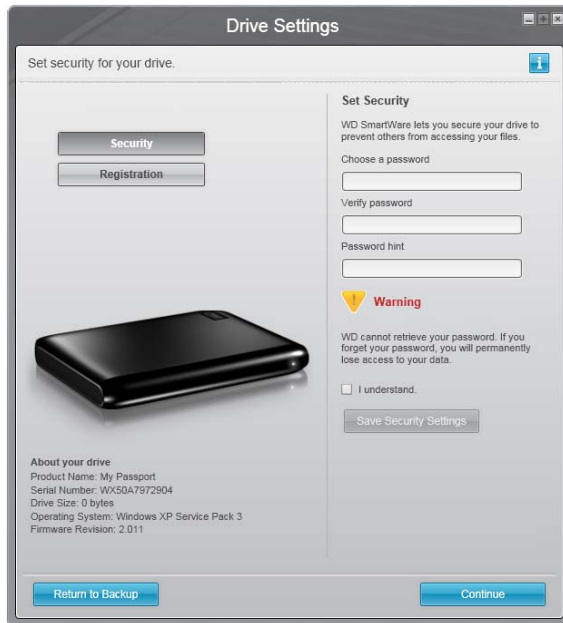 Drive Settings
Set security for your drive.
i
Security
Registration
About your drive
Product Name: My Passport
Serial Number: WX50A7972904
Drive Size: 0 bytes
Operating System: Windows XP Service Pack 3
Firmware Revision: 2.011
Set Security
WD SmartWare lets you secure your drive to
prevent others from accessing your files.
Choose a password
Verify password
Password hint
! Warning
WD cannot retrieve your password. If you
forget your password, you will permanently
lose access to your data.
I understand.
Save Security Settings
Return to Backup
Continue